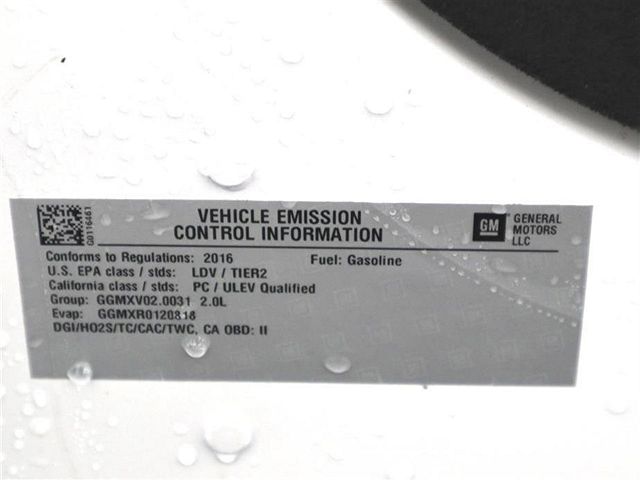 VEHICLE EMISSION
CONTROL INFORMATION
GM
GENERAL
MOTORS
LLC
G0116461
Conforms to Regulations: 2016 Fuel: Gasoline
U.S. EPA class / stds: LDV / TIER2
California class / stds: PC / ULEV Qualified
Group: GGMXV02.0031 2.0L
Evap: GGMXR0120818
DGI/HO2S/TC/CAC/TWC, CA OBD: II